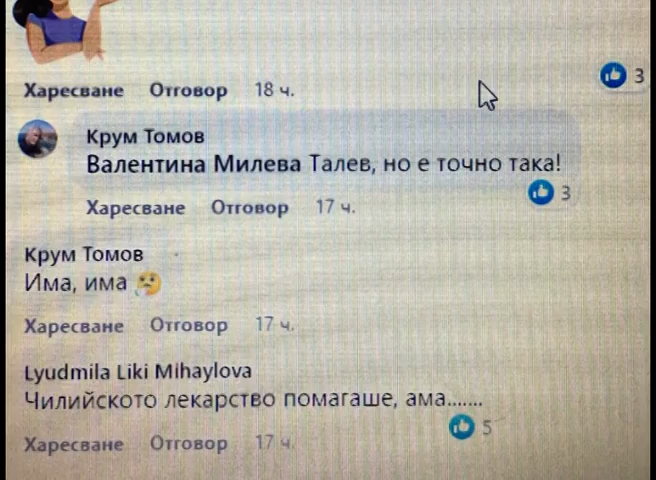 3
Харесване Отговор 18 ч.
Крум Томов
Валентина Милева Талев, но е точно така!
3
Харесване Отговор 17 ч.
Крум Томов
Има, има
Харесване Отговор 17 ч.
Lyudmila Liki Mihaylova
Чилийското лекарство помагаше, ама.......
5
Харесване Отговор 17 ч.